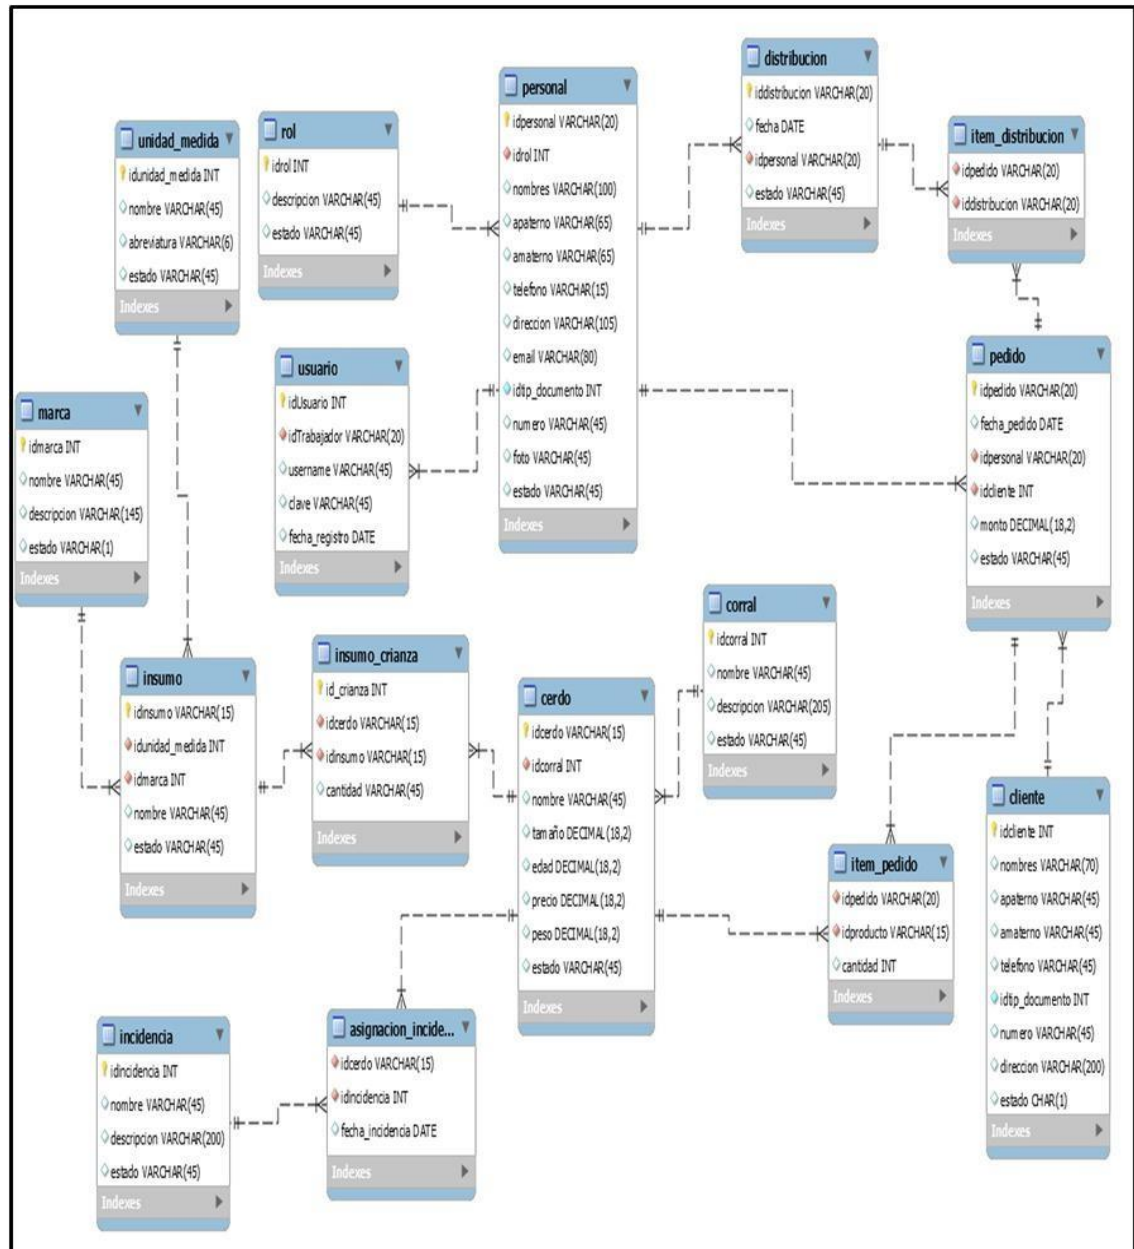 distribucion
iddistribucion VARCHAR(20)
fecha DATE
idpersonal VARCHAR(20)
estado VARCHAR(45)
Indexes
personal
idpersonal VARCHAR(20)
idrol INT
nombres VARCHAR(100)
apaterno VARCHAR(65)
amaterno VARCHAR(65)
telefono VARCHAR(15)
direccion VARCHAR(105)
email VARCHAR(80)
idtip_documento INT
numero VARCHAR(45)
foto VARCHAR(45)
estado VARCHAR(45)
Indexes
rol
idrol INT
descripcion VARCHAR(45)
estado VARCHAR(45)
Indexes
unidad_medida
idunidad_medida INT
nombre VARCHAR(45)
abreviatura VARCHAR(6)
estado VARCHAR(45)
Indexes
item_distribucion
idpedido VARCHAR(20)
iddistribucion VARCHAR(20)
Indexes
usuario
idUsuario INT
idTrabajador VARCHAR(20)
username VARCHAR(45)
clave VARCHAR(45)
fecha_registro DATE
Indexes
pedido
idpedido VARCHAR(20)
fecha_pedido DATE
idpersonal VARCHAR(20)
idcliente INT
monto DECIMAL(18,2)
estado VARCHAR(45)
Indexes
marca
idmarca INT
nombre VARCHAR(45)
descripcion VARCHAR(145)
estado VARCHAR(1)
Indexes
corral
idcorral INT
nombre VARCHAR(45)
descripcion VARCHAR(205)
estado VARCHAR(45)
Indexes
insumo_crianza
id_crianza INT
idcerdo VARCHAR(15)
idinsumo VARCHAR(15)
cantidad VARCHAR(45)
Indexes
insumo
idinsumo VARCHAR(15)
idunidad_medida INT
idmarca INT
nombre VARCHAR(45)
estado VARCHAR(45)
Indexes
cerdo
idcerdo VARCHAR(15)
idcorral INT
nombre VARCHAR(45)
tamaño DECIMAL(18,2)
edad DECIMAL(18,2)
precio DECIMAL(18,2)
peso DECIMAL(18,2)
estado VARCHAR(45)
Indexes
cliente
idcliente INT
nombres VARCHAR(70)
apaterno VARCHAR(45)
amaterno VARCHAR(45)
telefono VARCHAR(45)
idtip_documento INT
numero VARCHAR(45)
direccion VARCHAR(200)
estado CHAR(1)
Indexes
item_pedido
idpedido VARCHAR(20)
idproducto VARCHAR(15)
cantidad INT
Indexes
asignacion_incide...
idcerdo VARCHAR(15)
idincidencia INT
fecha_incidencia DATE
Indexes
incidencia
idincidencia INT
nombre VARCHAR(45)
descripcion VARCHAR(200)
estado VARCHAR(45)
Indexes